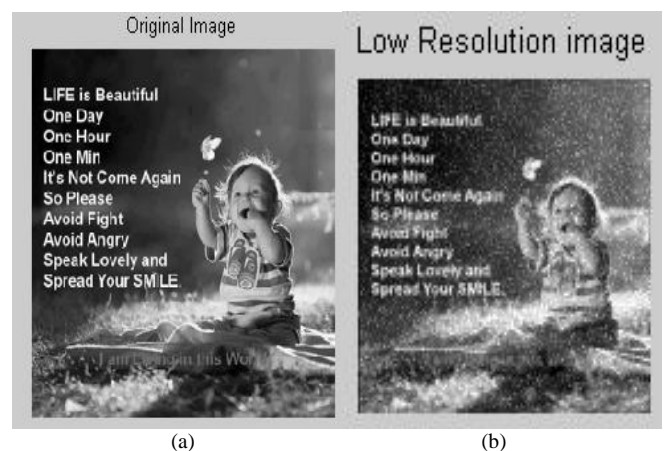 Original Image
LIFE is Beautiful
One Day
One Hour
One Min
It's Not Come Again
So Please
Avoid Fight
Avoid Angry
Speak Lovely and
Spread Your SMILE.
in this
(a)
Low Resolution image
LIFE is Beautiful
One Day
One Hour
One Min
It's Not Come Again
So Please
Avoid Fight
Avoid Angry
Speak Lovely and
Spread Your SMILE.
(b)